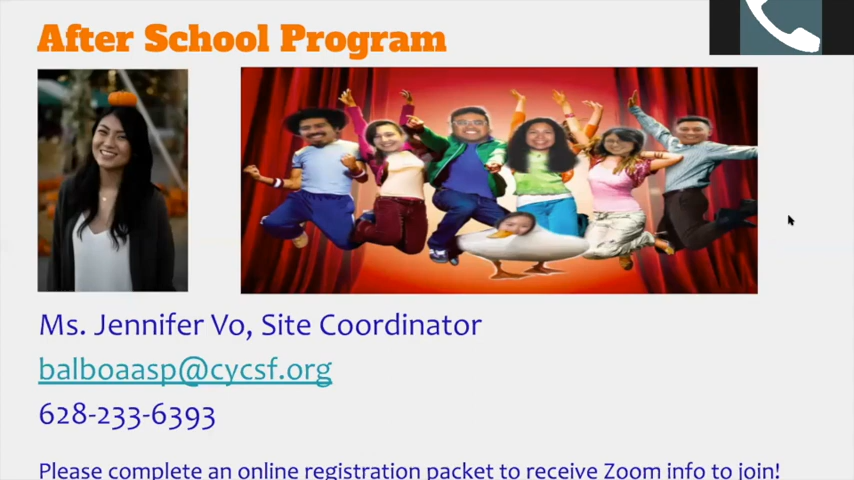 After School Program
Ms. Jennifer Vo, Site Coordinator
balboaasp@cycsf.org
628-233-6393
Please complete an online registration packet to receive Zoom info to join!